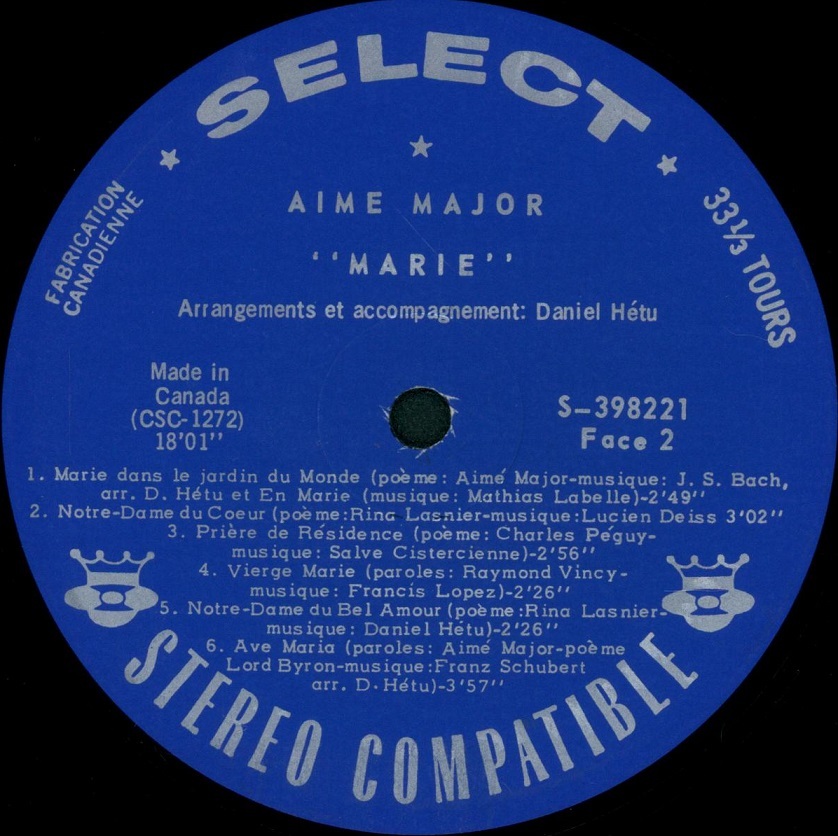 SELECT
FABRICATION
CANADIENNE
33⅓ TOURS
AIME MAJOR
‘‘MARIE’’
Arrangements et accompagnement: Daniel Hétu
Made in
Canada
(CSC-1272)
18'01''
S-398221
Face 2
1. Marie dans le jardin du Monde (poème: Aimé Major-musique: J. S. Bach,
arr. D. Hétu et En Marie (musique: Mathias Labelle)-2'49''
2. Notre-Dame du Coeur (poème:Rina Lasnier-musique:Lucien Deiss 3'02''
3. Prière de Résidence (poème: Charles Péguy-
musique: Salve Cistercienne)-2'56''
4. Vierge Marie (paroles: Raymond Vincy-
musique: Francis Lopez)-2'26''
5. Notre-Dame du Bel Amour (poème:Rina Lasnier-
musique: Daniel Hétu)-2'26''
6. Ave Maria (paroles: Aimé Major-poème
Lord Byron-musique:Franz Schubert
arr. D. Hétu)-3'57''
STEREO COMPATIBLE